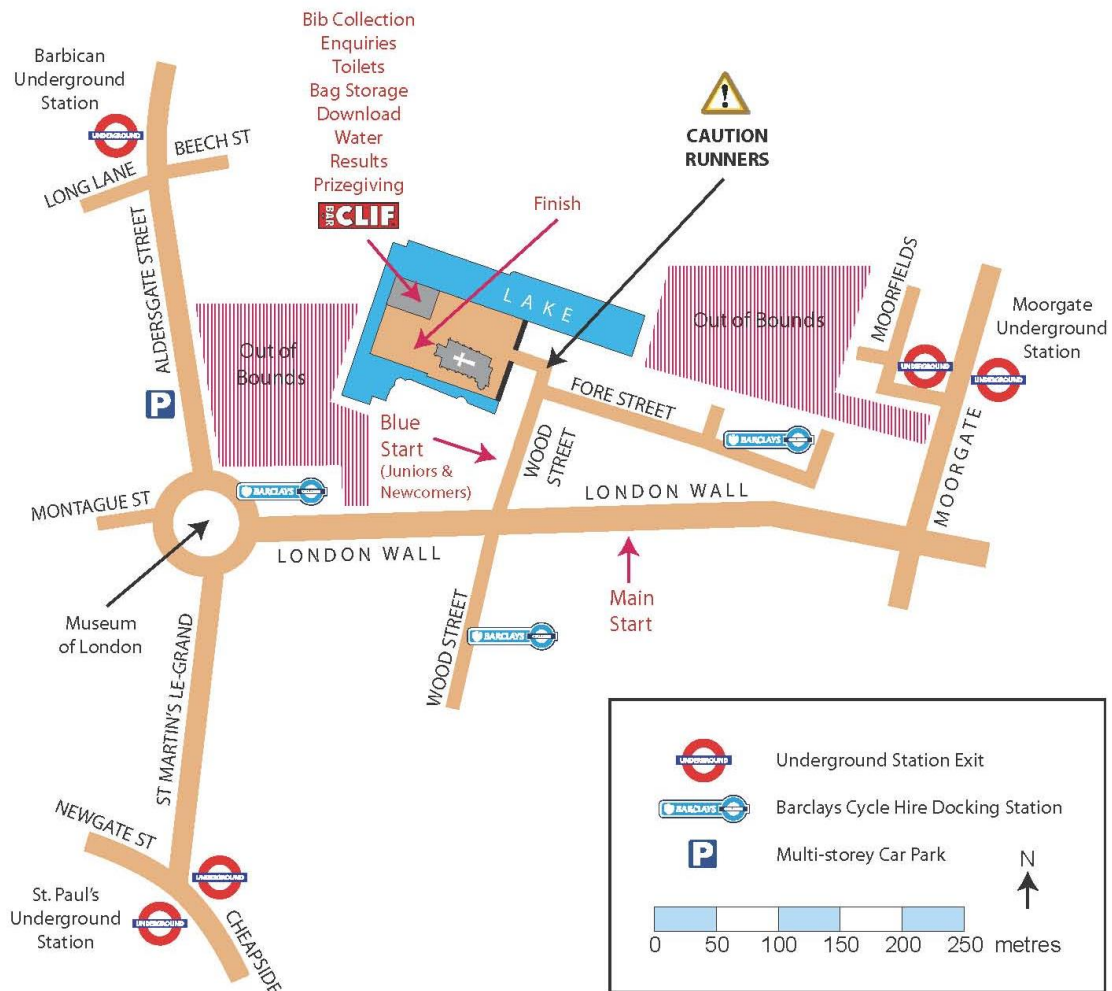 Barbican
Underground
Station
UNDERGROUND
BEECH ST
LONG LANE
Bib Collection
Enquiries
Toilets
Bag Storage
Download
Water
Results
Prizegiving
CLIF
BAR
Finish
!
CAUTION
RUNNERS
LAKE
ALDERSGATE STREET
Out of
Bounds
Out of Bounds
MOORFIELDS
Moorgate
Underground
Station
UNDERGROUND
UNDERGROUND
MOORGATE
P
FORE STREET
BARCLAYS
Blue
Start
(Juniors &
Newcomers)
WOOD
STREET
BARCLAYS
MONTAGUE ST
LONDON WALL
LONDON WALL
Museum
of London
Main
Start
BARCLAYS
WOOD STREET
ST MARTIN'S LE-GRAND
NEWGATE ST
UNDERGROUND
St. Paul's
Underground
Station
UNDERGROUND
CHEAPSIDE
UNDERGROUND
Underground Station Exit
BARCLAYS
Barclays Cycle Hire Docking Station
P
Multi-storey Car Park
N
0 50 100 150 200 250 metres